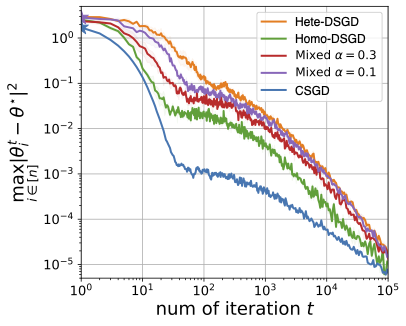 Hete-DSGD
Homo-DSGD
Mixed α = 0.3
Mixed α = 0.1
CSGD
max|θ_i^t − θ*|^2
i∈[n]
10^0
10^−1
10^−2
10^−3
10^−4
10^−5
10^0 10^1 10^2 10^3 10^4 10^5
num of iteration t